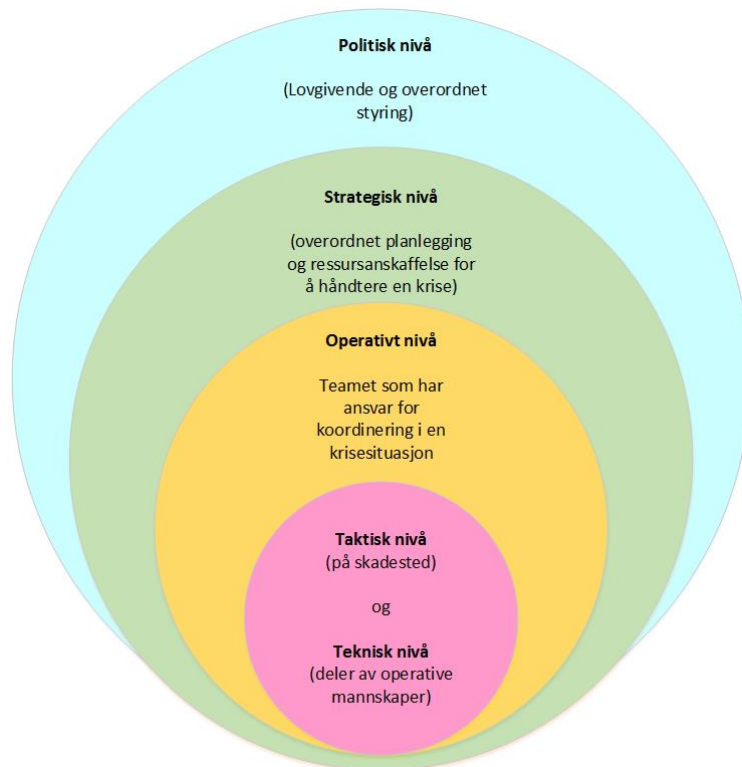 Politisk nivå
(Lovgivende og overordnet
styring)
Strategisk nivå
(overordnet planlegging
og ressursanskaffelse for
å håndtere en krise)
Operativt nivå
Teamet som har
ansvar for
koordinering i en
krisesituasjon
Taktisk nivå
(på skadested)
og
Teknisk nivå
(deler av operative
mannskaper)